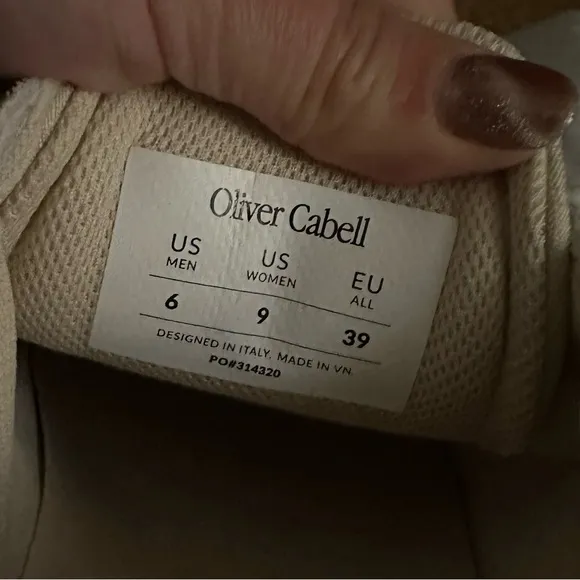 Oliver Cabell
US US EU
MEN WOMEN ALL
6 9 39
DESIGNED IN ITALY, MADE IN VN.
PO#314320